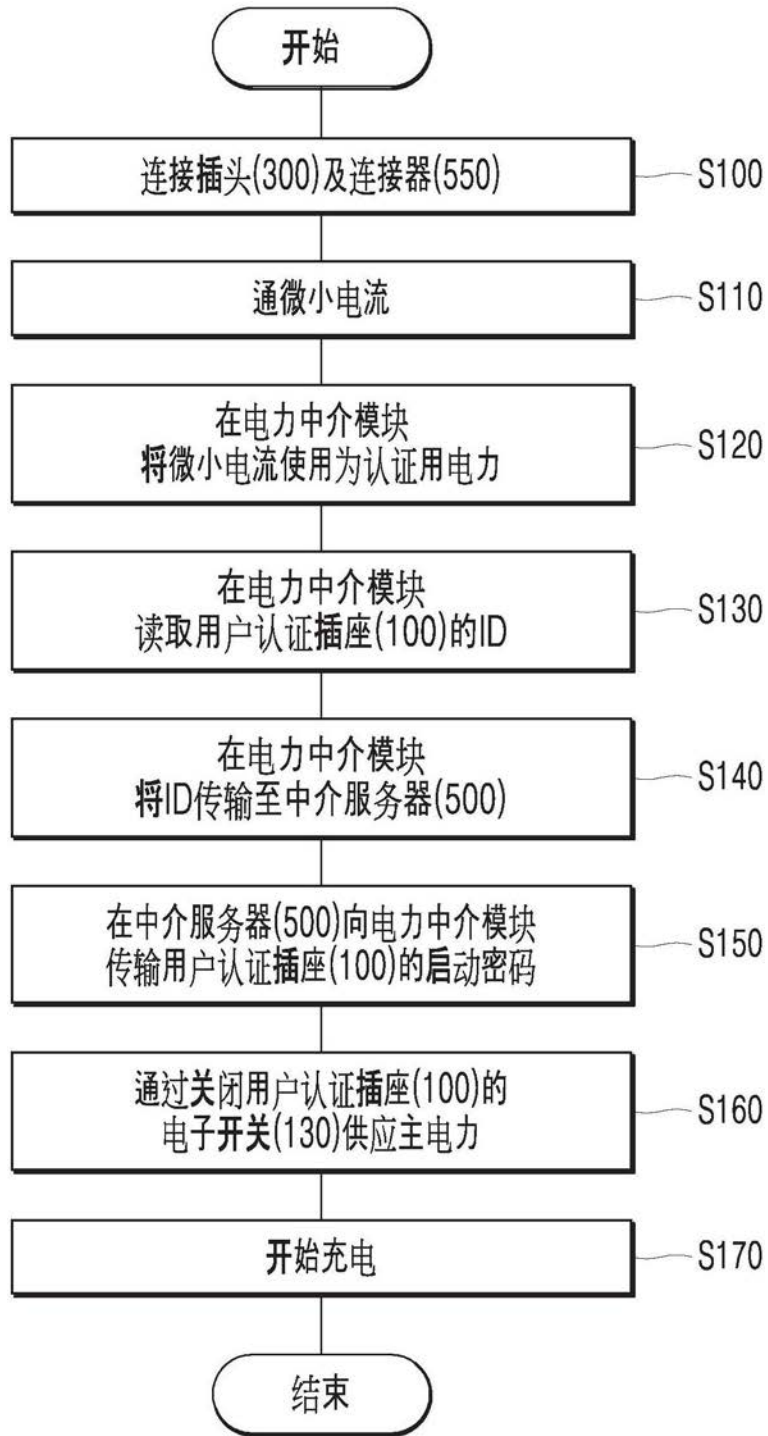 开始
连接插头(300)及连接器(550)
S100
通微小电流
S110
在电力中介模块
将微小电流使用为认证用电力
S120
在电力中介模块
读取用户认证插座(100)的ID
S130
在电力中介模块
将ID传输至中介服务器(500)
S140
在中介服务器(500)向电力中介模块
传输用户认证插座(100)的启动密码
S150
通过关闭用户认证插座(100)的
电子开关(130)供应主电力
S160
开始充电
S170
结束